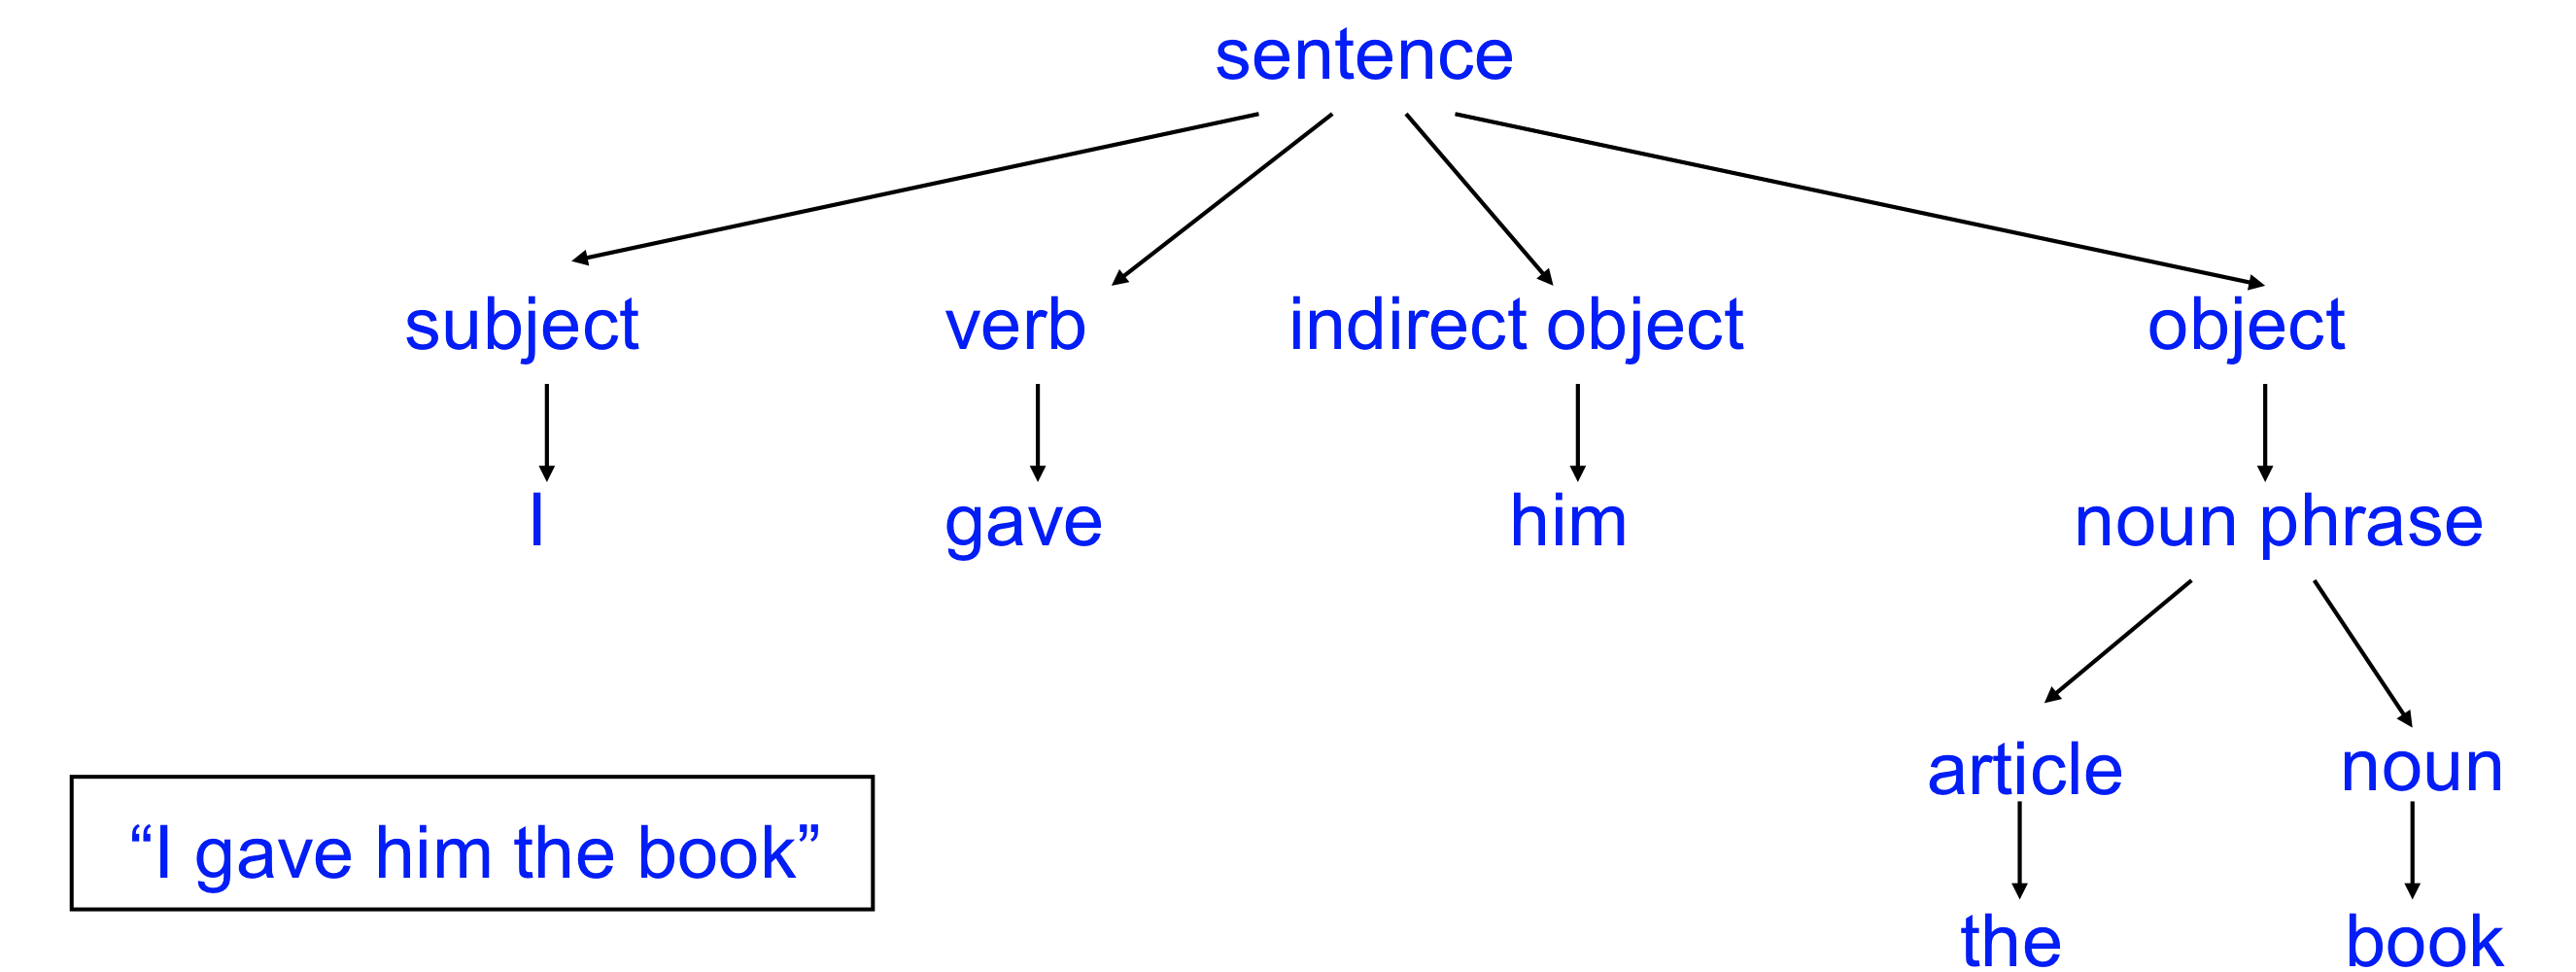 sentence
subject verb indirect object object
I gave him noun phrase
article noun
“I gave him the book”
the book